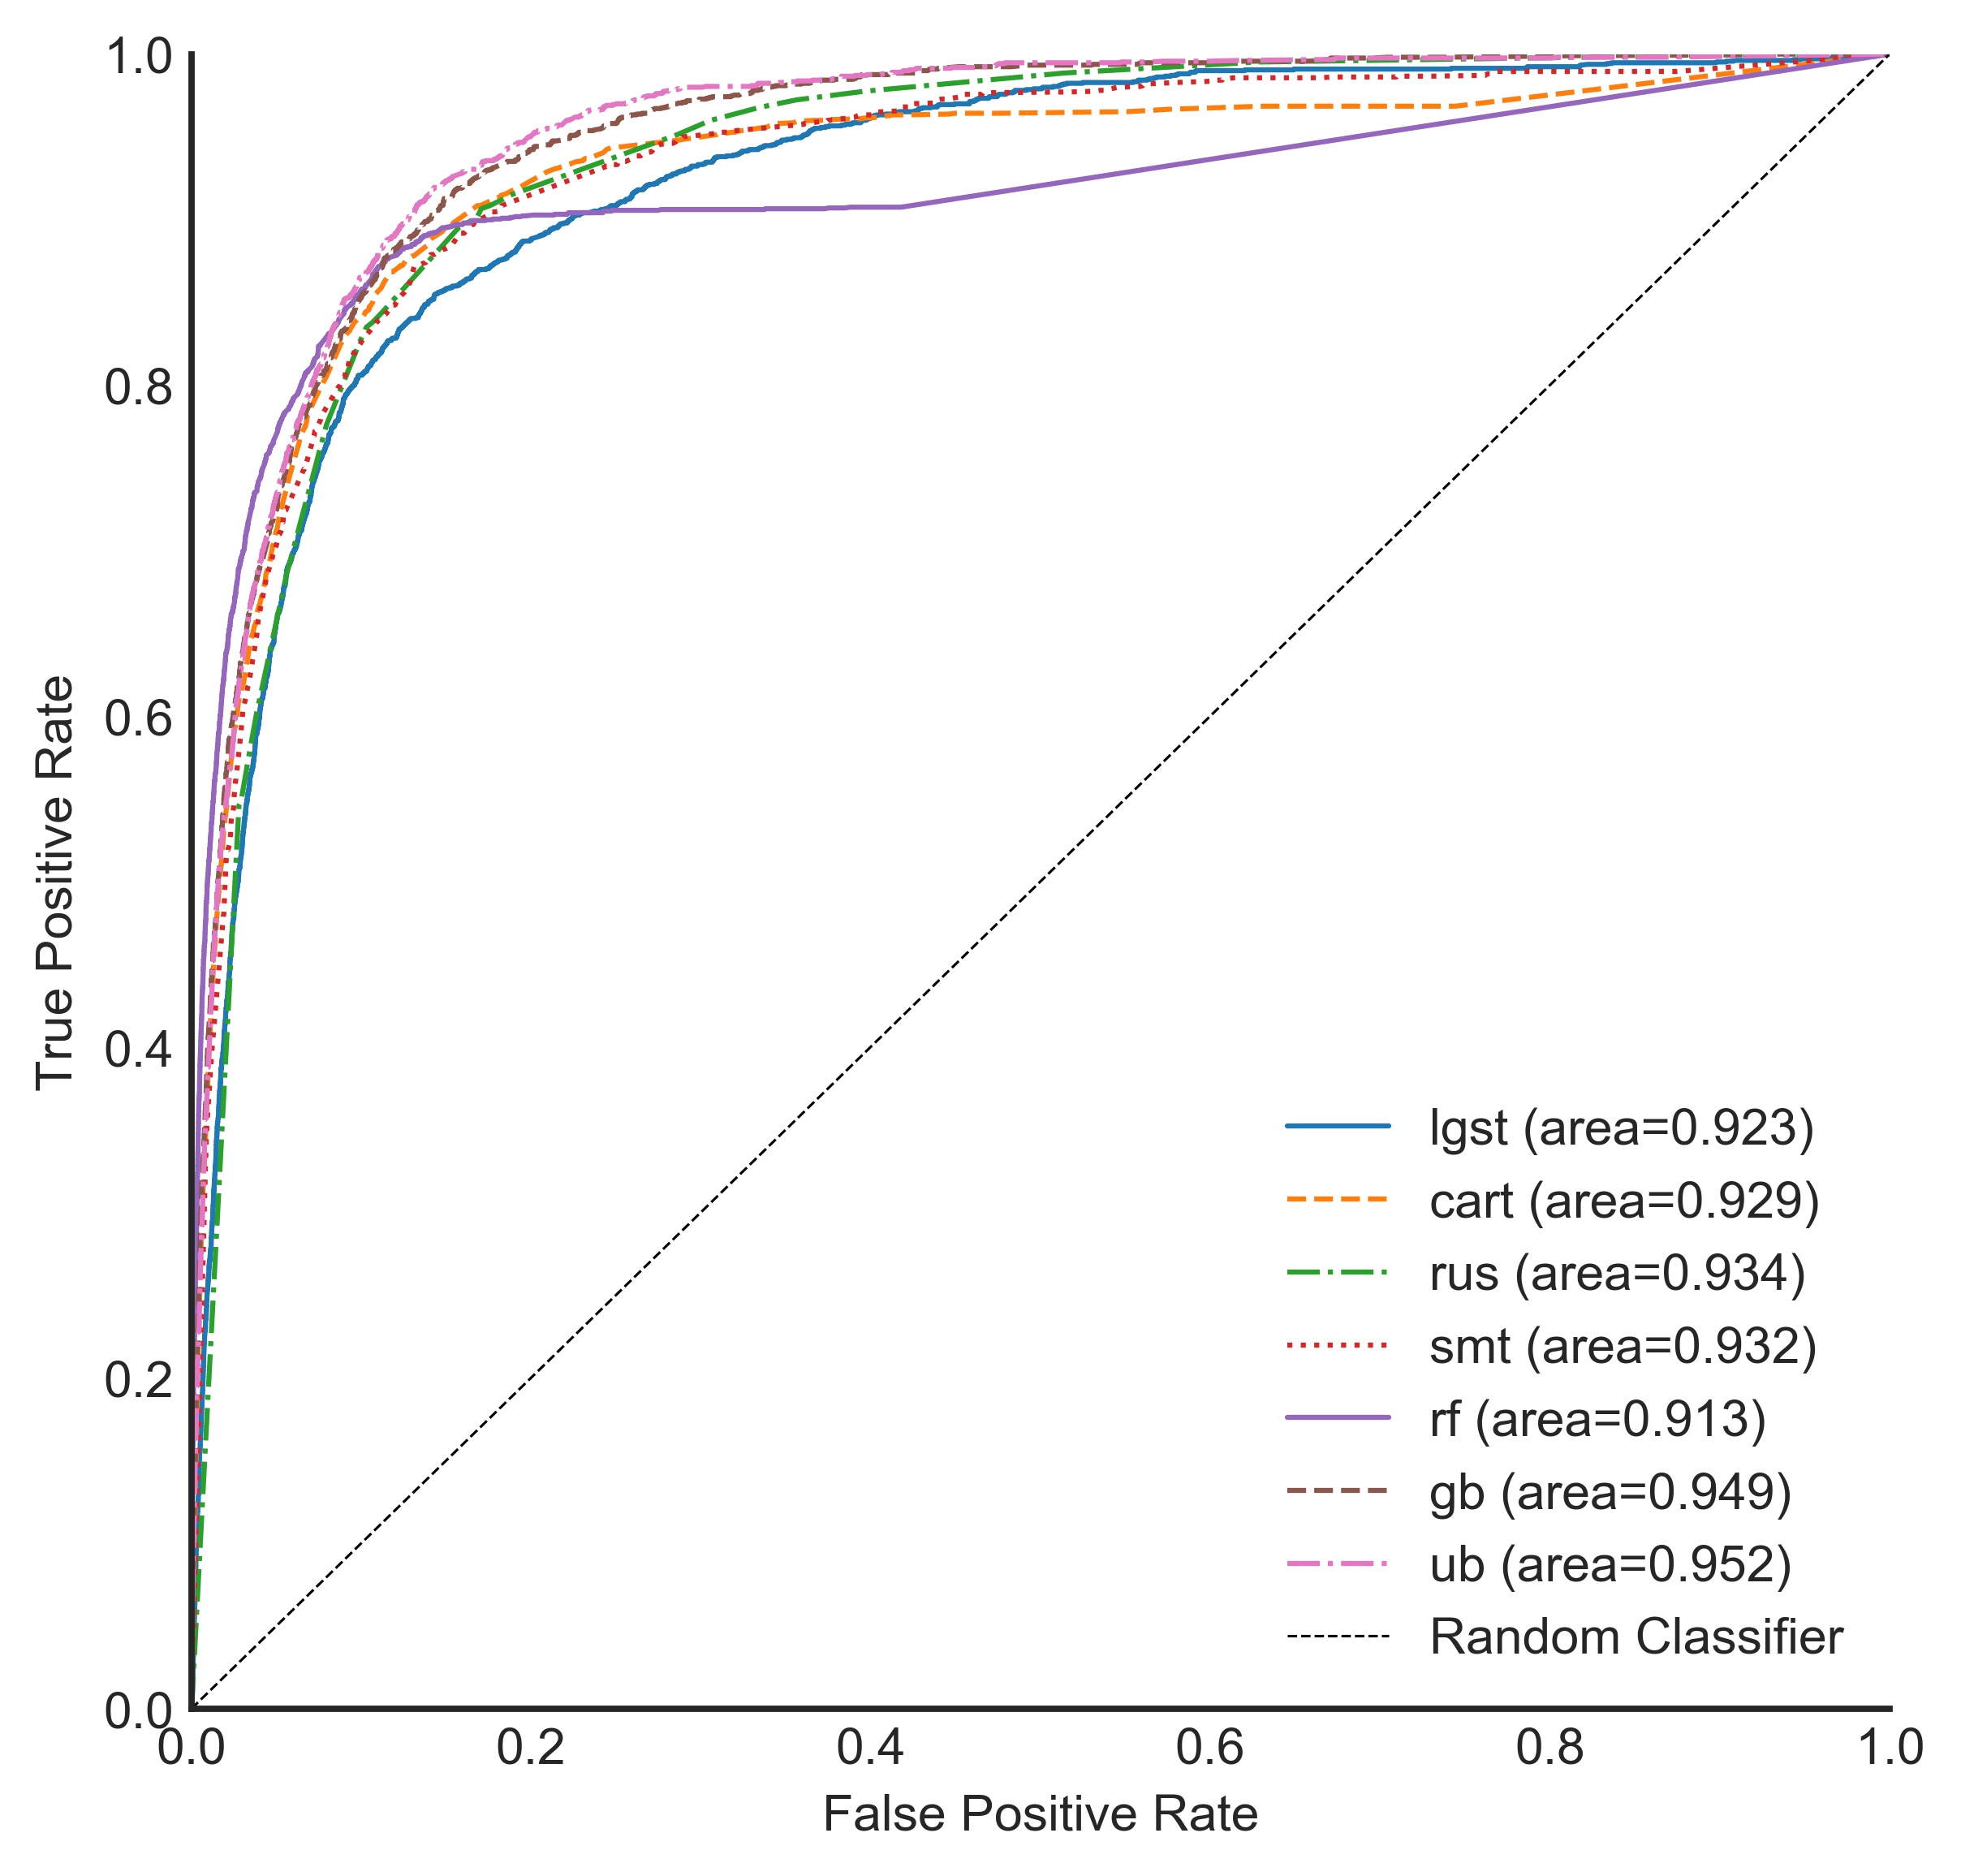 1.0
0.8
0.6
0.4
0.2
0.0
True Positive Rate
0.0 0.2 0.4 0.6 0.8 1.0
False Positive Rate
lgst (area=0.923)
cart (area=0.929)
rus (area=0.934)
smt (area=0.932)
rf (area=0.913)
gb (area=0.949)
ub (area=0.952)
Random Classifier